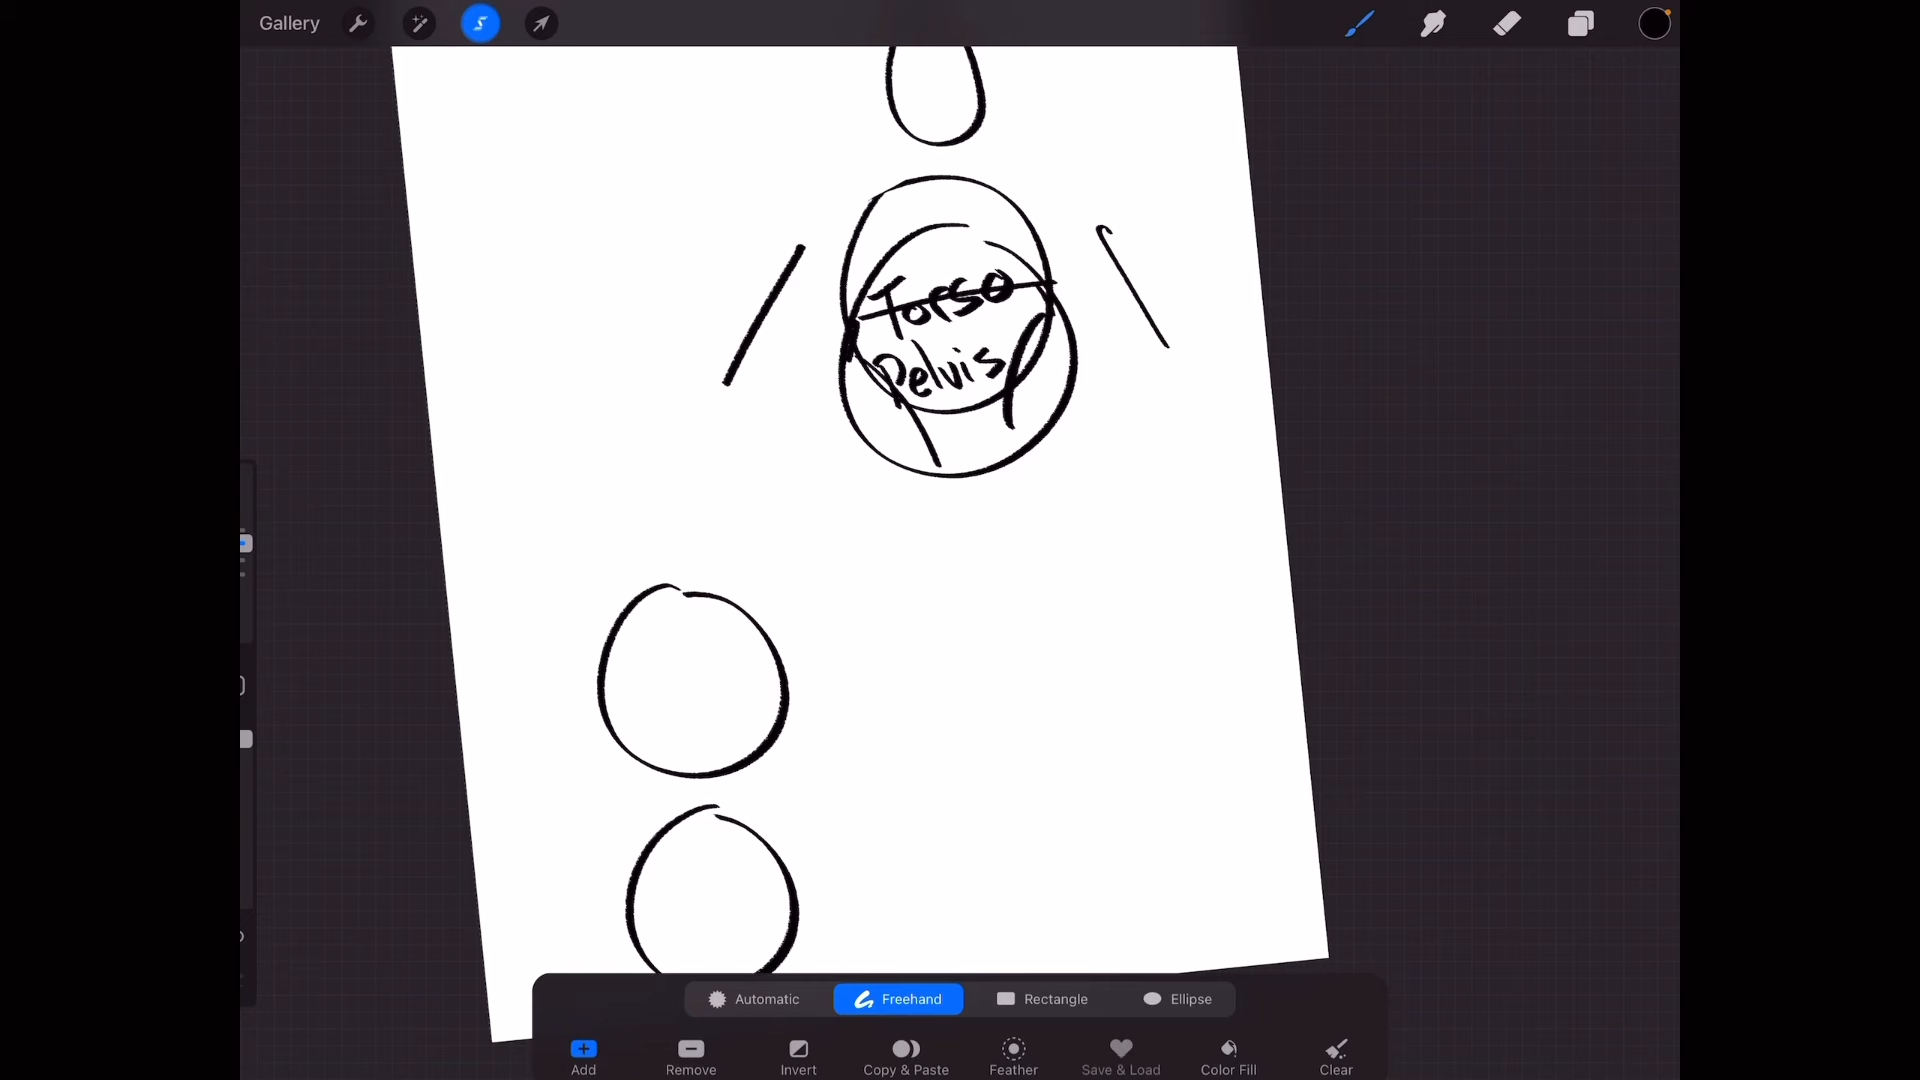 Gallery
Torso
Pelvis
Automatic Freehand Rectangle Ellipse
Add Remove Invert Copy & Paste Feather Save & Load Color Fill Clear